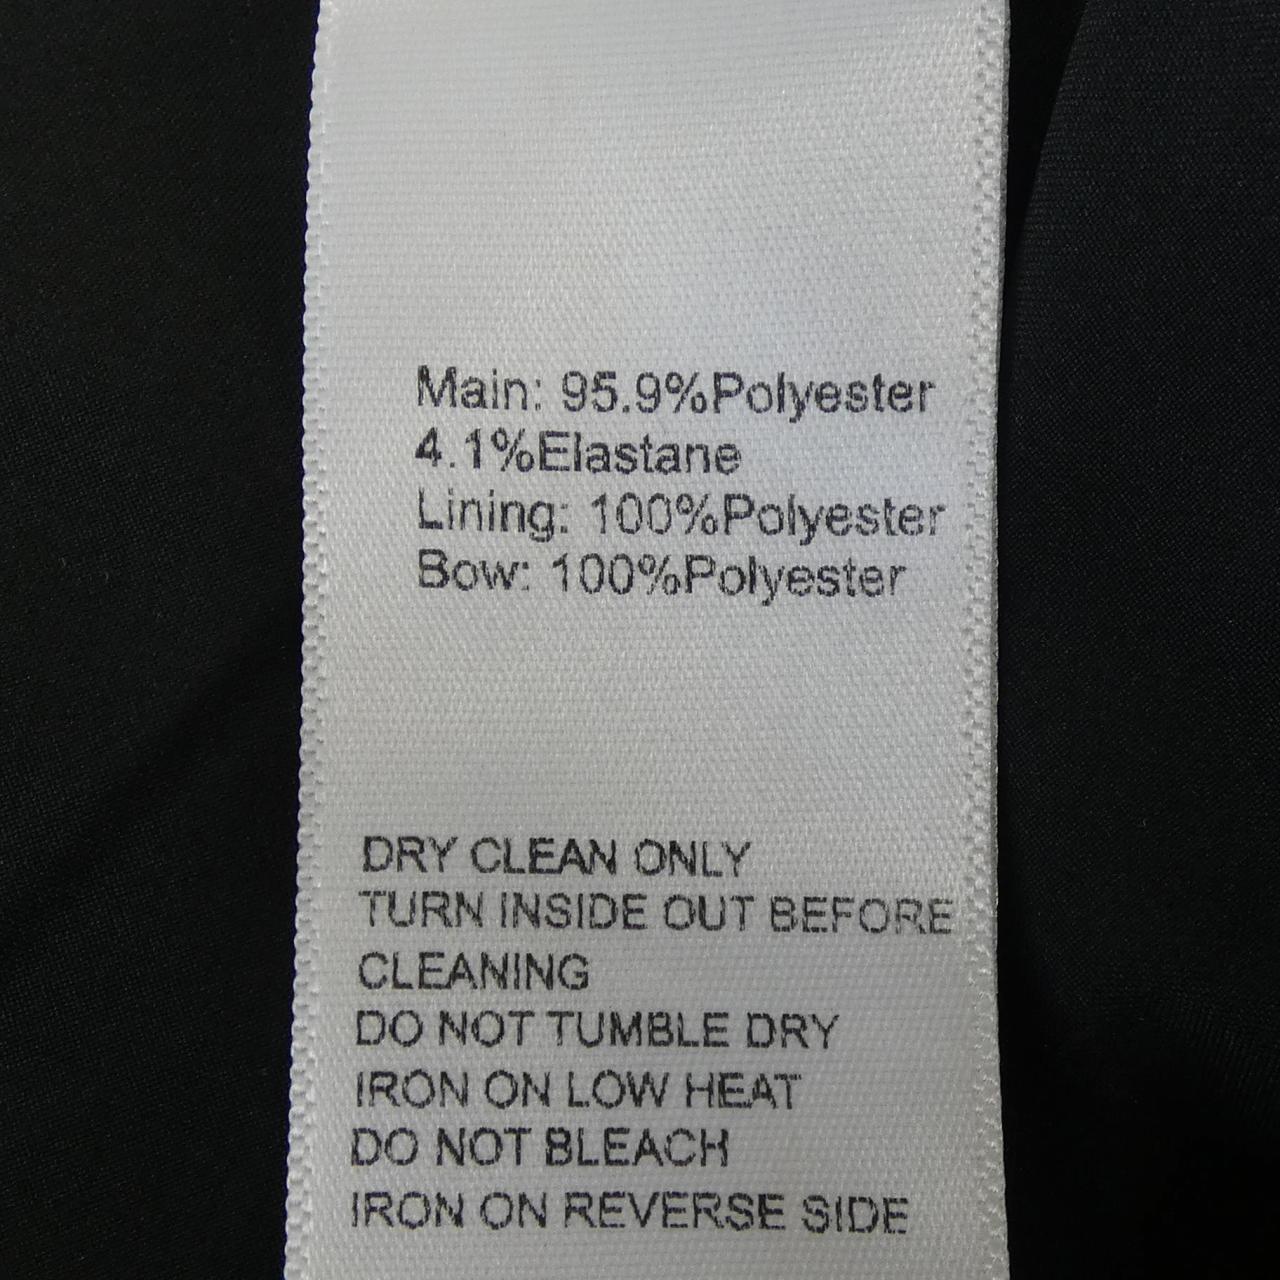 Main: 95.9%Polyester
4.1%Elastane
Lining: 100%Polyester
Bow: 100%Polyester
DRY CLEAN ONLY
TURN INSIDE OUT BEFORE
CLEANING
DO NOT TUMBLE DRY
IRON ON LOW HEAT
DO NOT BLEACH
IRON ON REVERSE SIDE